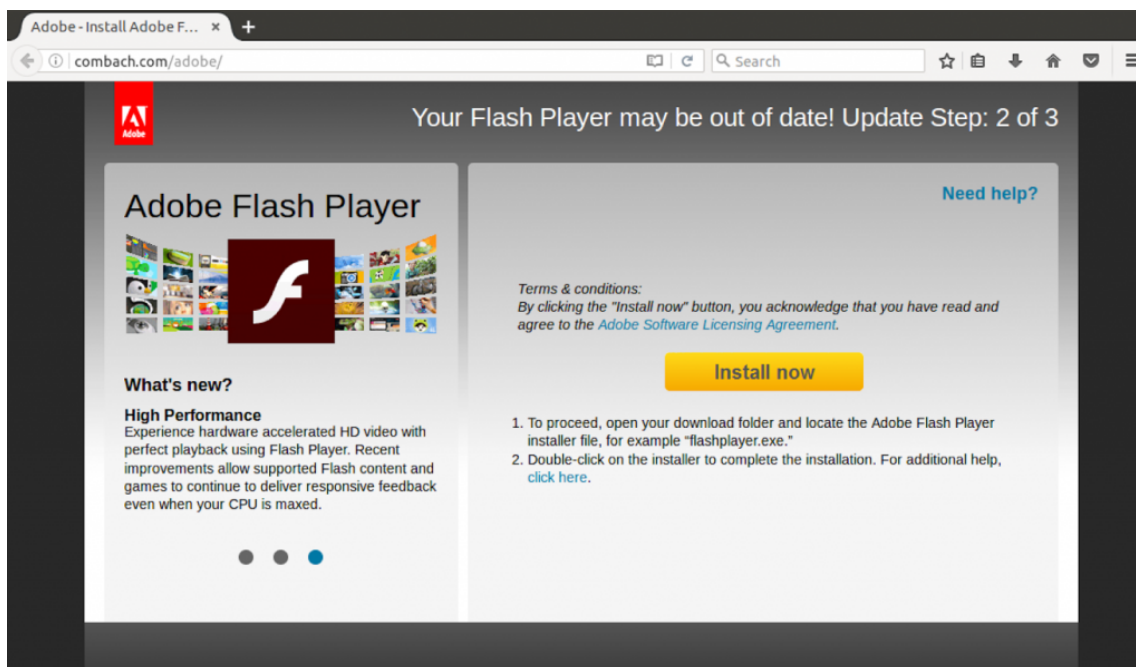 Adobe - Install Adobe F... × +
combach.com/adobe/ Search
Adobe
Your Flash Player may be out of date! Update Step: 2 of 3
Adobe Flash Player
What's new?
High Performance
Experience hardware accelerated HD video with
perfect playback using Flash Player. Recent
improvements allow supported Flash content and
games to continue to deliver responsive feedback
even when your CPU is maxed.
Need help?
Terms & conditions:
By clicking the "Install now" button, you acknowledge that you have read and
agree to the Adobe Software Licensing Agreement.
Install now
1. To proceed, open your download folder and locate the Adobe Flash Player
installer file, for example “flashplayer.exe.”
2. Double-click on the installer to complete the installation. For additional help,
click here.